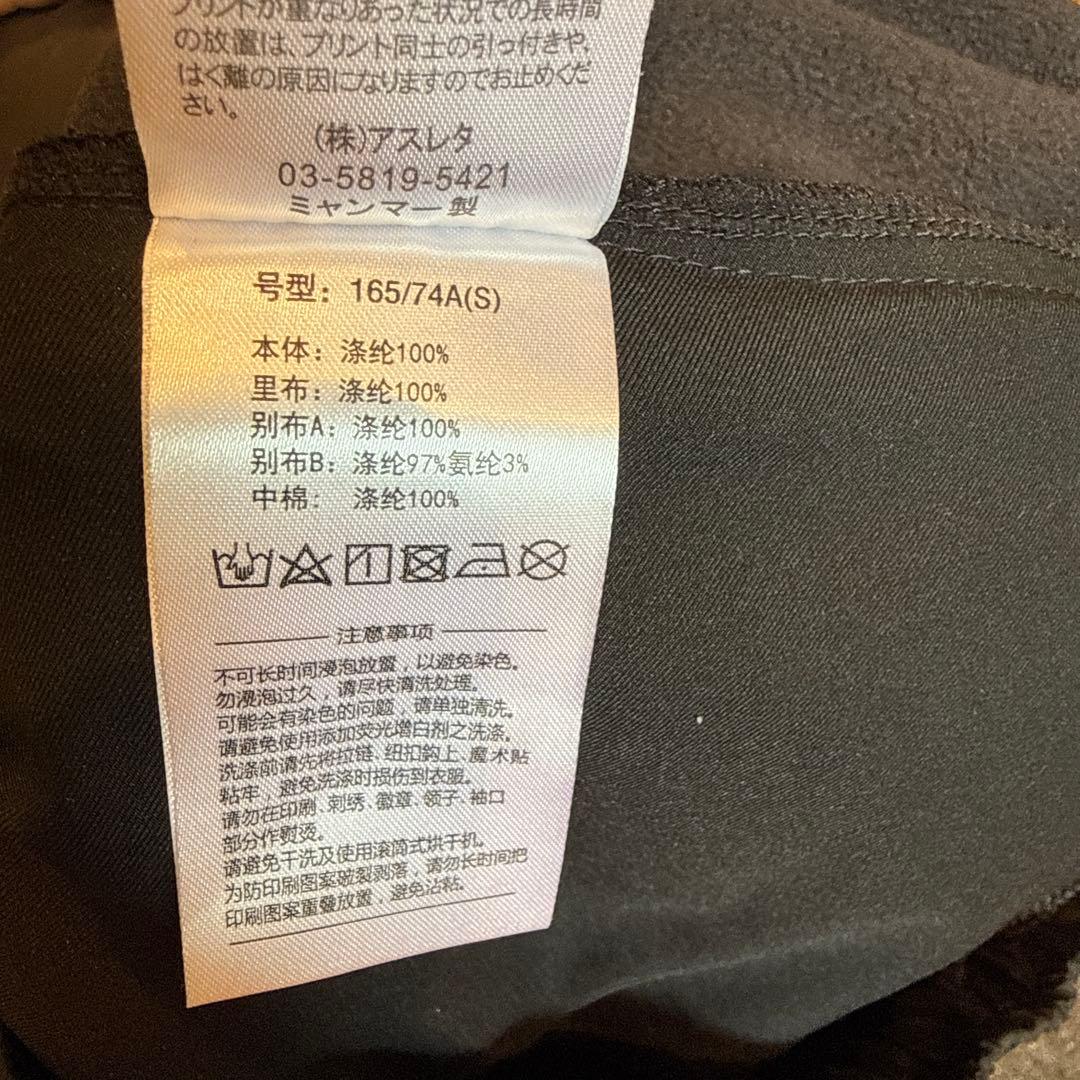 プリントが重なりあった状況での長時間
の放置は、プリント同士の引っ付きや、
はく離の原因になりますのでお止めくだ
さい。
(株)アスレタ
03-5819-5421
ミャンマー製
号型：165/74A(S)
本体：涤纶100%
里布：涤纶100%
别布A：涤纶100%
别布B：涤纶97%氨纶3%
中棉：涤纶100%
注意事项
不可长时间浸泡放置，以避免染色。
勿浸泡过久，请尽快清洗处理。
可能会有染色的问题，请单独清洗。
请避免使用添加荧光增白剂之洗涤。
洗涤前请先将拉链、纽扣鈎上、魔术贴
粘牢，避免洗涤时损伤到衣服。
请勿在印刷、刺绣、徽章、领子、袖口
部分作熨烫。
请避免干洗及使用滚筒式烘干机。
为防印刷图案破裂剥落，请勿长时间把
印刷图案重叠放置，避免沾粘。